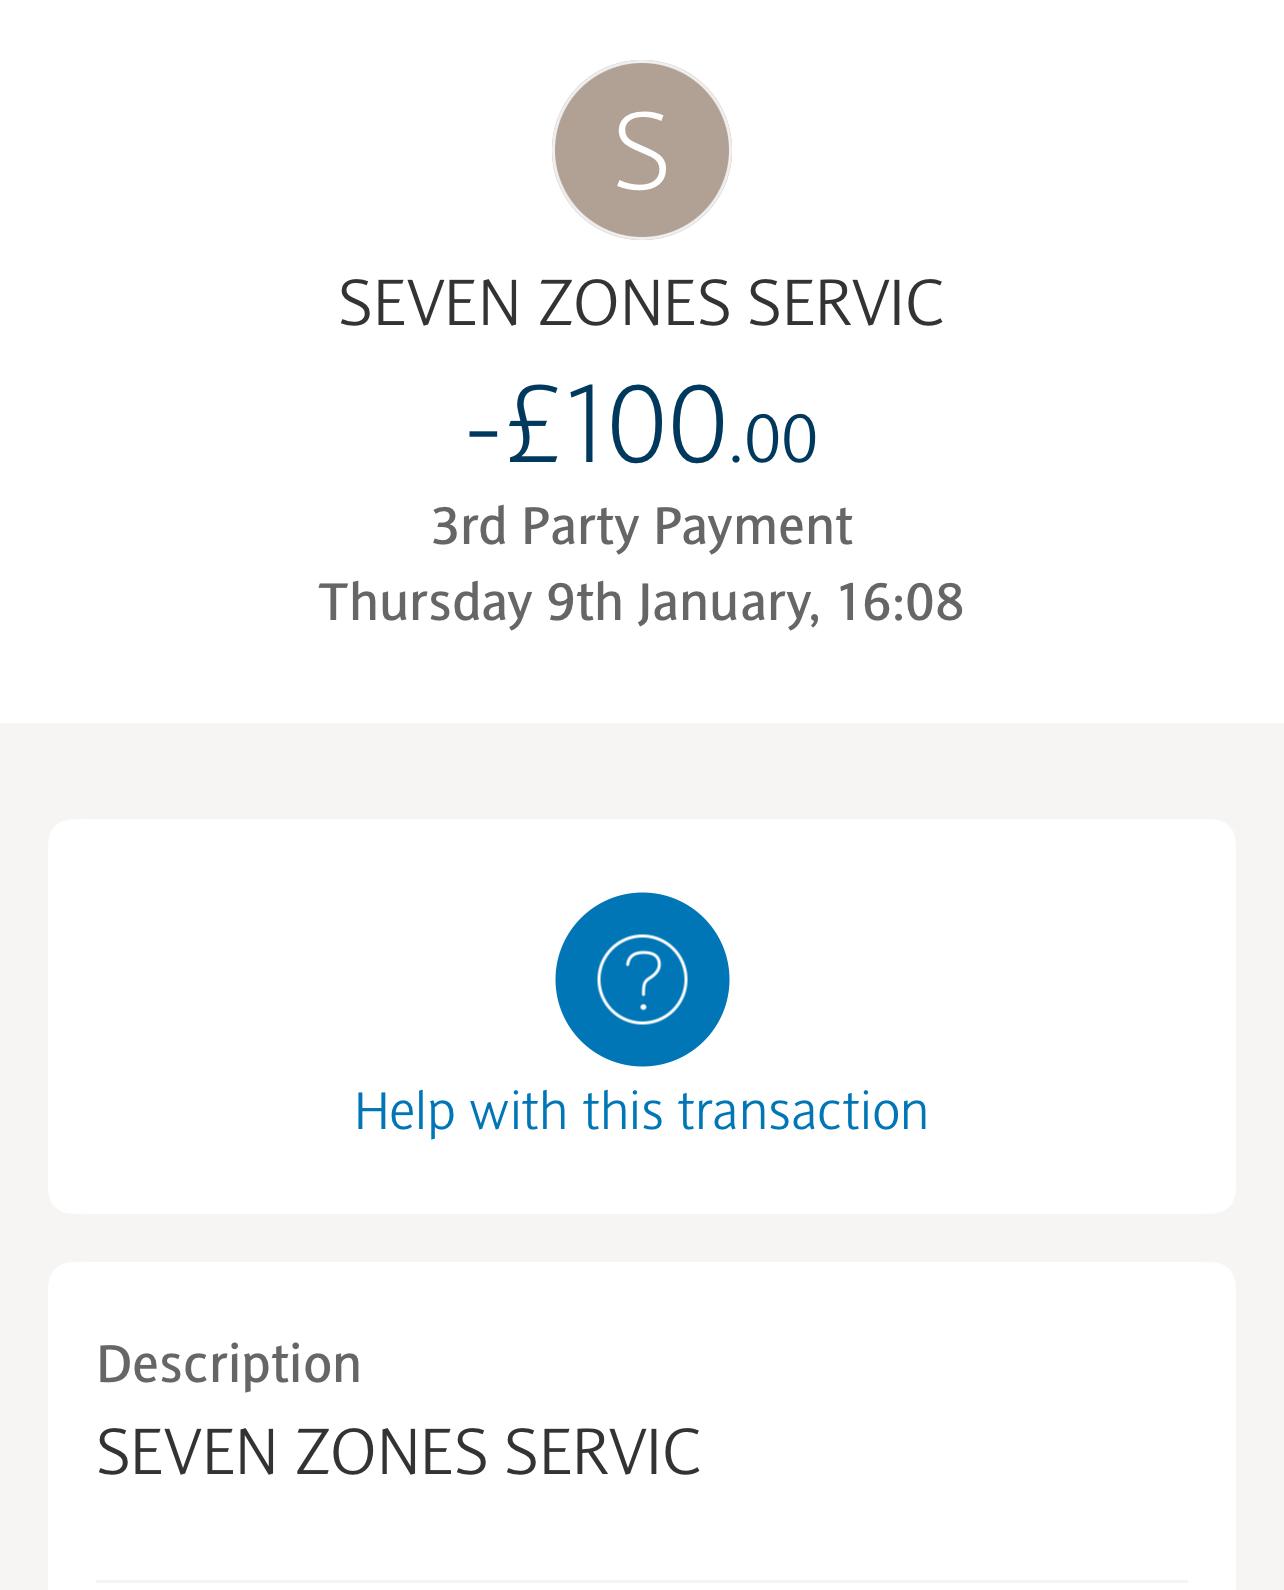 S
SEVEN ZONES SERVIC
-£100.00
3rd Party Payment
Thursday 9th January, 16:08
?
Help with this transaction
Description
SEVEN ZONES SERVIC